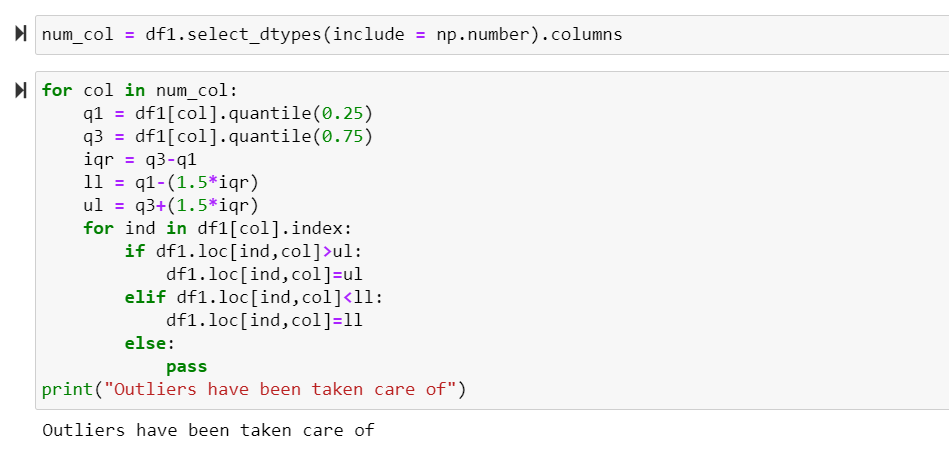 num_col = df1.select_dtypes(include = np.number).columns
for col in num_col:
    q1 = df1[col].quantile(0.25)
    q3 = df1[col].quantile(0.75)
    iqr = q3-q1
    ll = q1-(1.5*iqr)
    ul = q3+(1.5*iqr)
    for ind in df1[col].index:
        if df1.loc[ind,col]>ul:
            df1.loc[ind,col]=ul
        elif df1.loc[ind,col]<ll:
            df1.loc[ind,col]=ll
        else:
            pass
print("Outliers have been taken care of")
Outliers have been taken care of